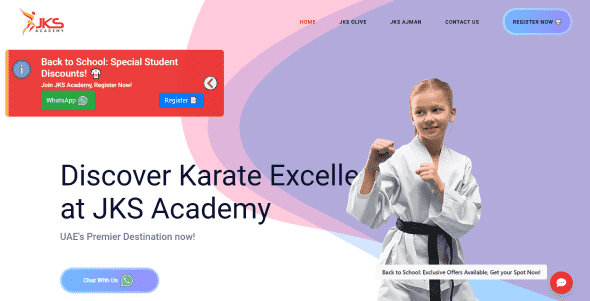 JKS
ACADEMY
HOME
JKS QLIVE
JKS AJMAN
CONTACT US
REGISTER NOW
Back to School: Special Student
Discounts!
Join JKS Academy, Register Now!
WhatsApp
Register
Discover Karate Excelle
at JKS Academy
UAE's Premier Destination now!
Chat With Us
Back to School: Exclusive Offers Available, Get your Spot Now!